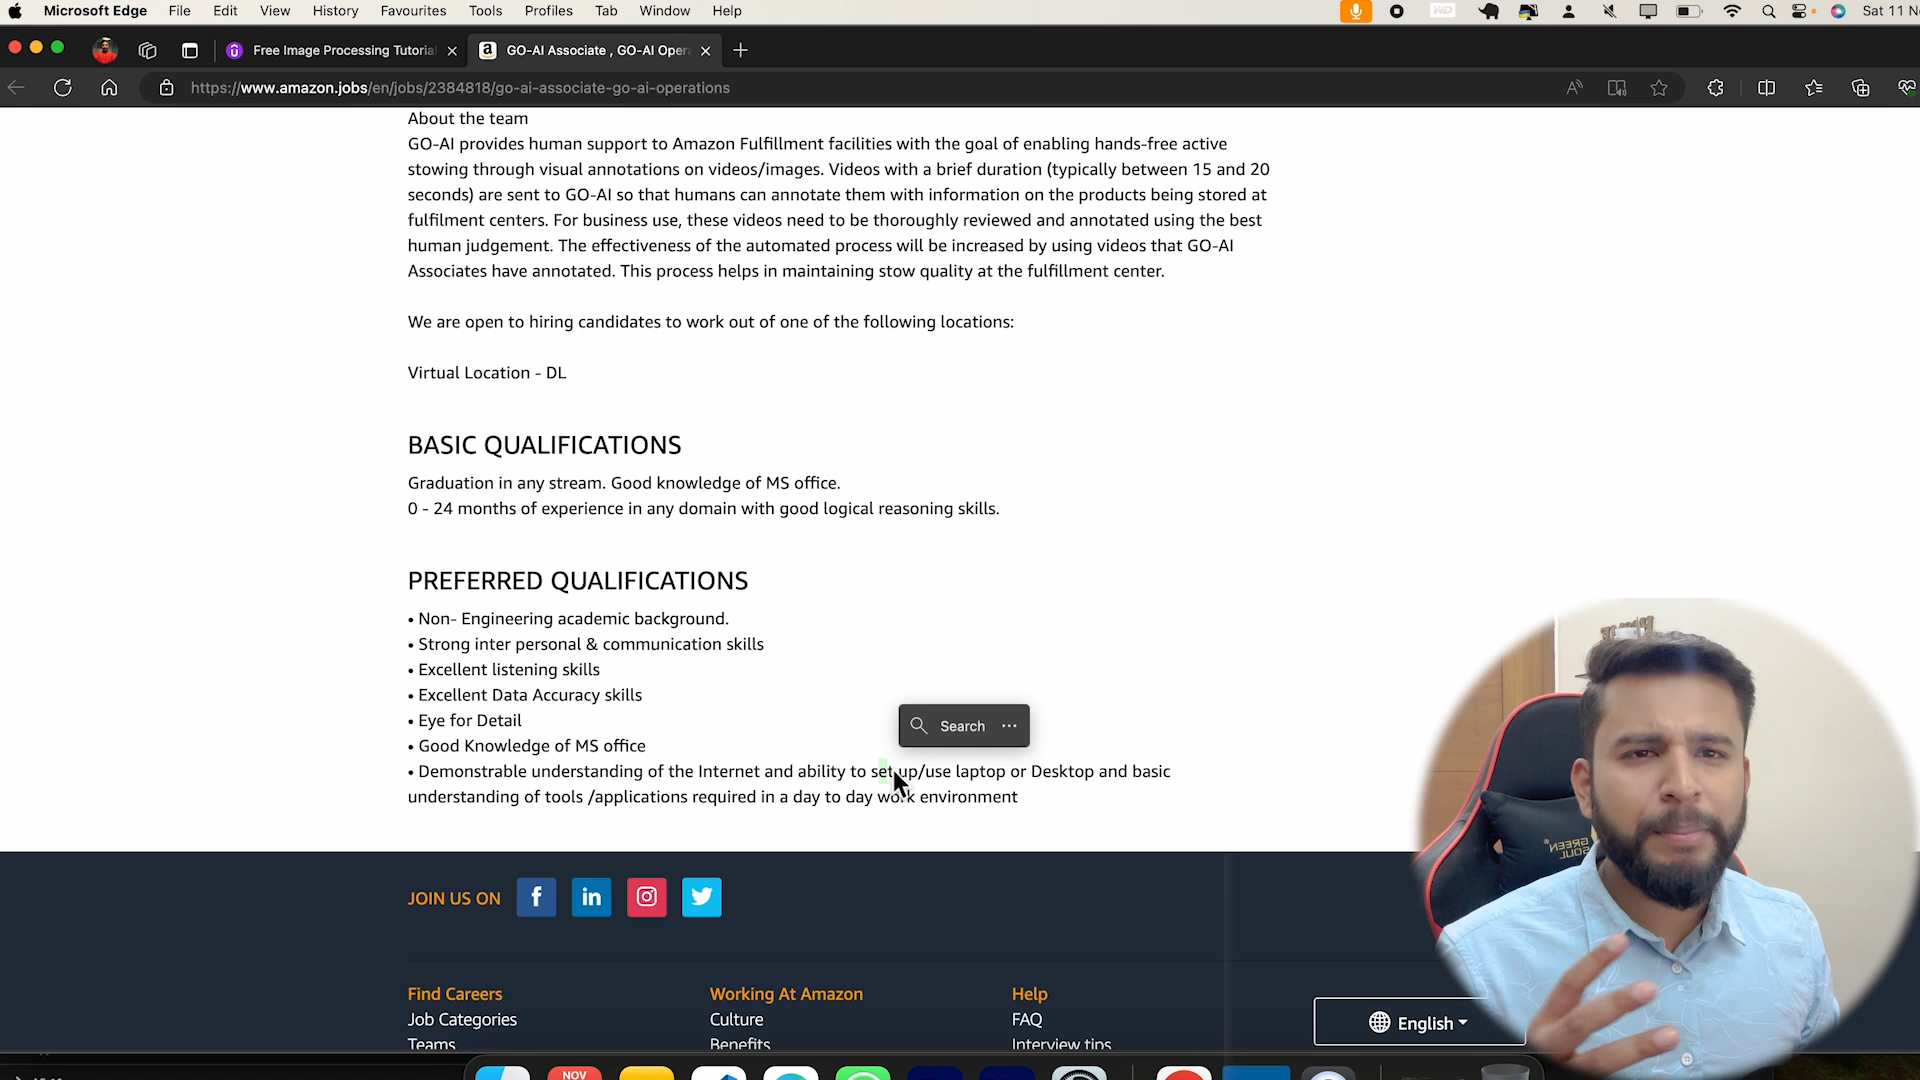 Microsoft Edge File Edit View History Favourites Tools Profiles Tab Window Help Sat 11
Free Image Processing Tutoria GO-AI Associate , GO-AI Oper
https://www.amazon.jobs/en/jobs/2384818/go-ai-associate-go-ai-operations
About the team
GO-AI provides human support to Amazon Fulfillment facilities with the goal of enabling hands-free active
stowing through visual annotations on videos/images. Videos with a brief duration (typically between 15 and 20
seconds) are sent to GO-AI so that humans can annotate them with information on the products being stored at
fulfilment centers. For business use, these videos need to be thoroughly reviewed and annotated using the best
human judgement. The effectiveness of the automated process will be increased by using videos that GO-AI
Associates have annotated. This process helps in maintaining stow quality at the fulfillment center.
We are open to hiring candidates to work out of one of the following locations:
Virtual Location - DL
BASIC QUALIFICATIONS
Graduation in any stream. Good knowledge of MS office.
0 - 24 months of experience in any domain with good logical reasoning skills.
PREFERRED QUALIFICATIONS
• Non- Engineering academic background.
• Strong inter personal & communication skills
• Excellent listening skills
• Excellent Data Accuracy skills
• Eye for Detail
Search ...
• Good Knowledge of MS office
• Demonstrable understanding of the Internet and ability to set up/use laptop or Desktop and basic
understanding of tools /applications required in a day to day work environment
GREEN SOUL
JOIN US ON
Find Careers Working At Amazon Help
Job Categories Culture FAQ
English
Teams Benefits Interview tips
NOV